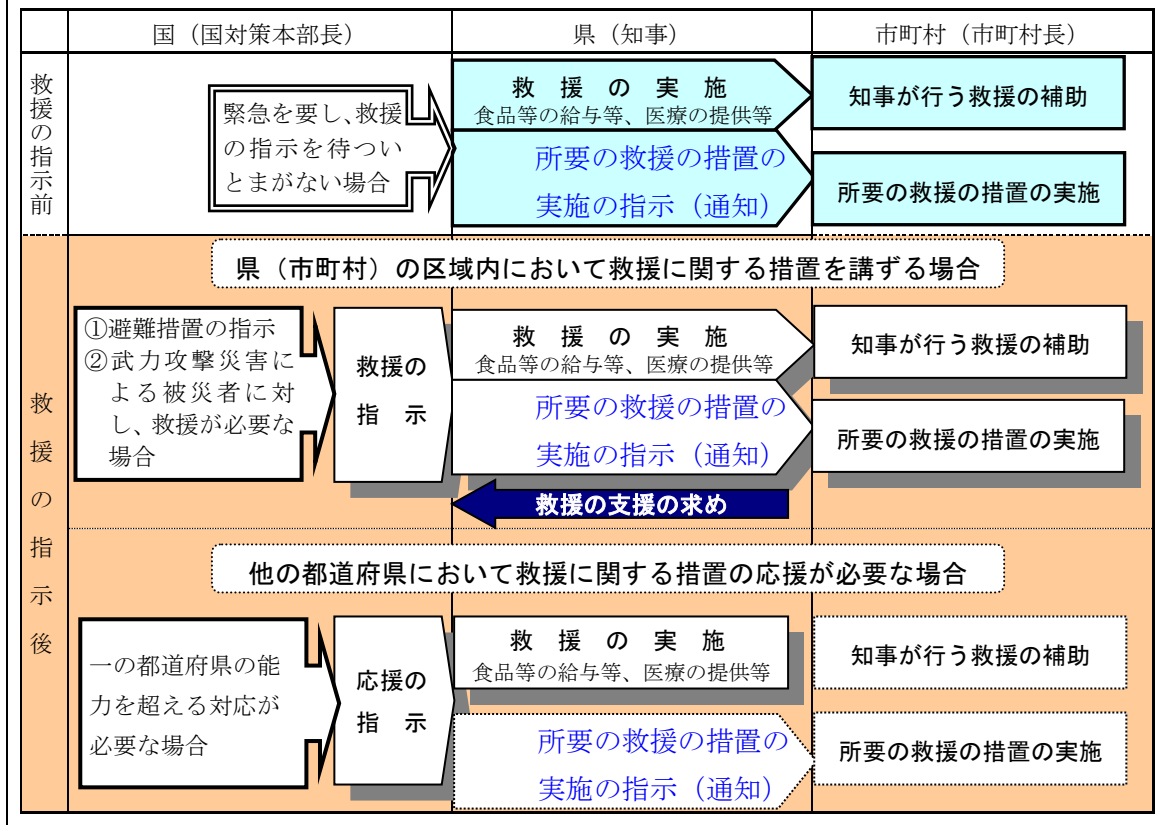 国（国対策本部長）
県（知事）
市町村（市町村長）
救援の指示前
緊急を要し、救援
の指示を待つい
とまがない場合
救 援 の 実 施
食品等の給与等、医療の提供等
所要の救援の措置の
実施の指示（通知）
知事が行う救援の補助
所要の救援の措置の実施
救援の指示後
県（市町村）の区域内において救援に関する措置を講ずる場合
①避難措置の指示
②武力攻撃災害に
よる被災者に対
し、救援が必要な
場合
救援の
指 示
救 援 の 実 施
食品等の給与等、医療の提供等
所要の救援の措置の
実施の指示（通知）
知事が行う救援の補助
所要の救援の措置の実施
救援の支援の求め
他の都道府県において救援に関する措置の応援が必要な場合
一の都道府県の能
力を超える対応が
必要な場合
応援の
指 示
救 援 の 実 施
食品等の給与等、医療の提供等
所要の救援の措置の
実施の指示（通知）
知事が行う救援の補助
所要の救援の措置の実施